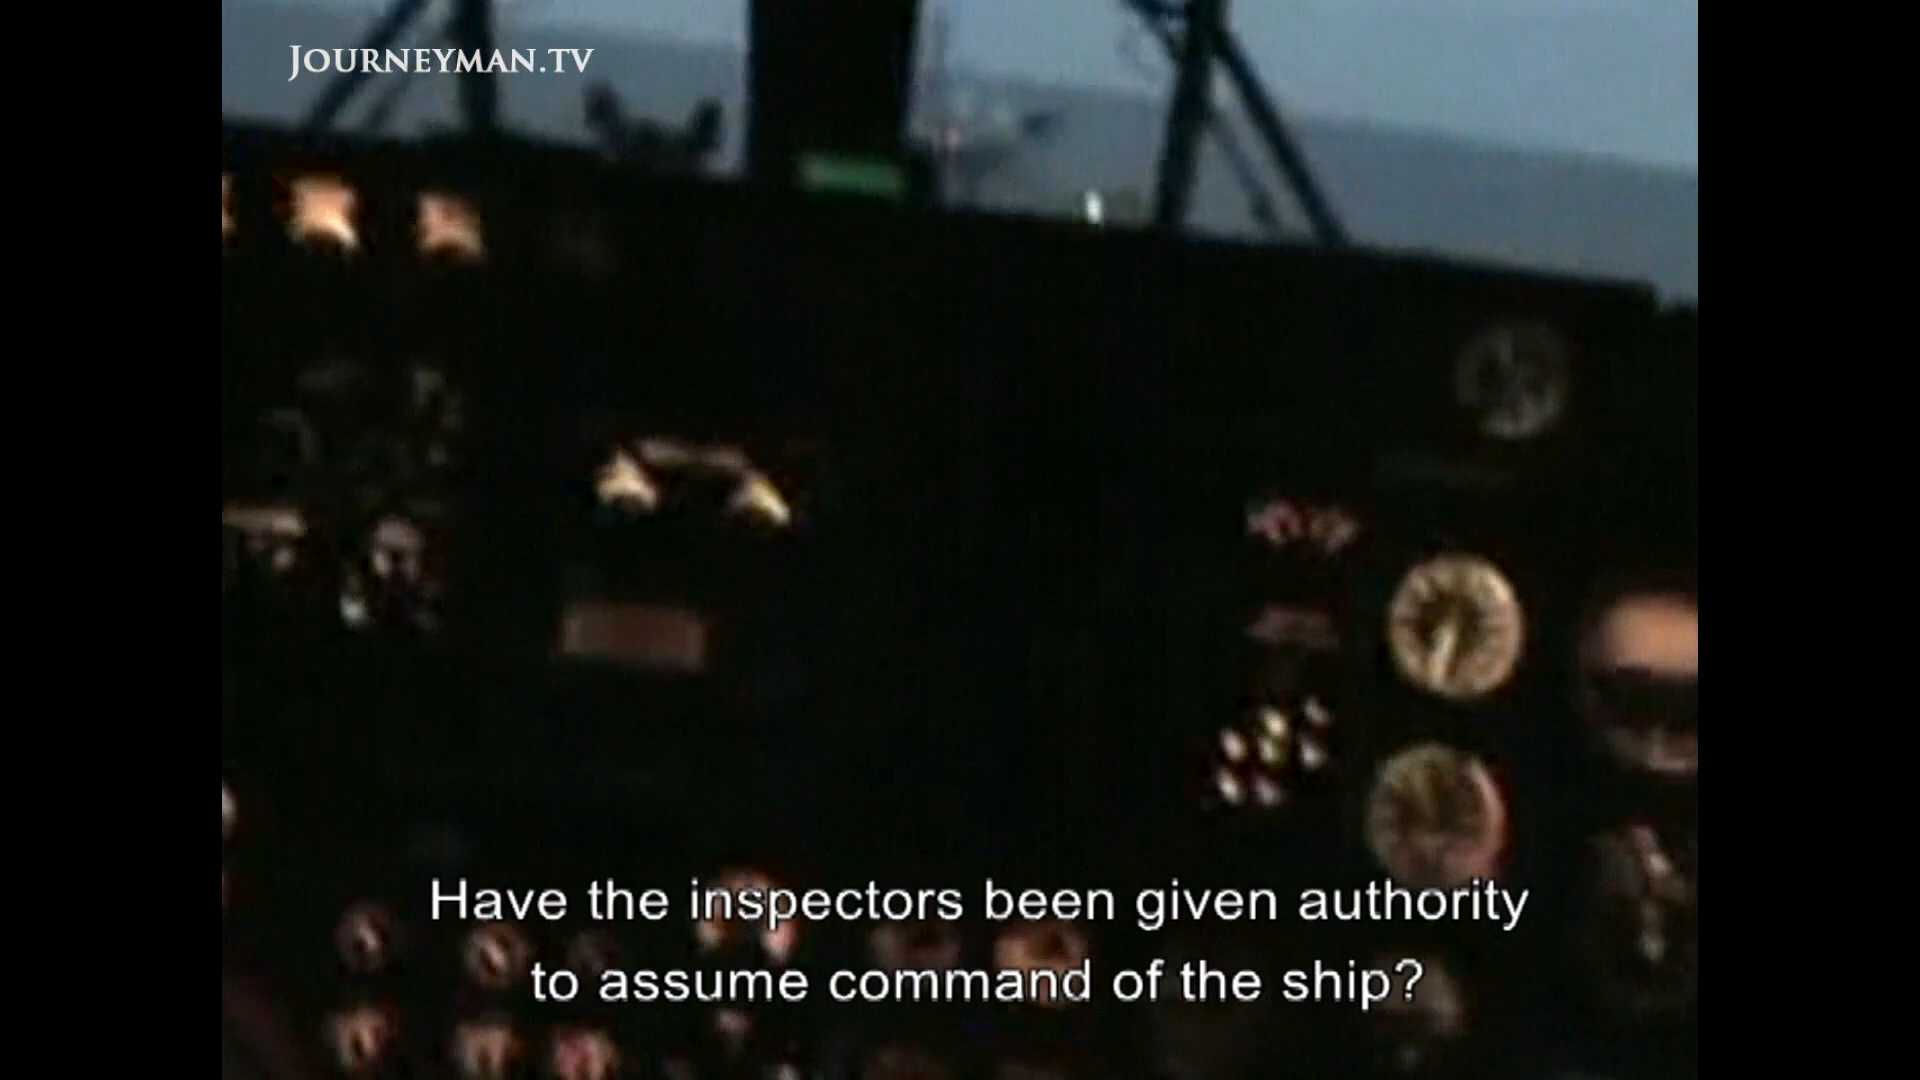 JOURNEYMAN.TV
Have the inspectors been given authority
to assume command of the ship?